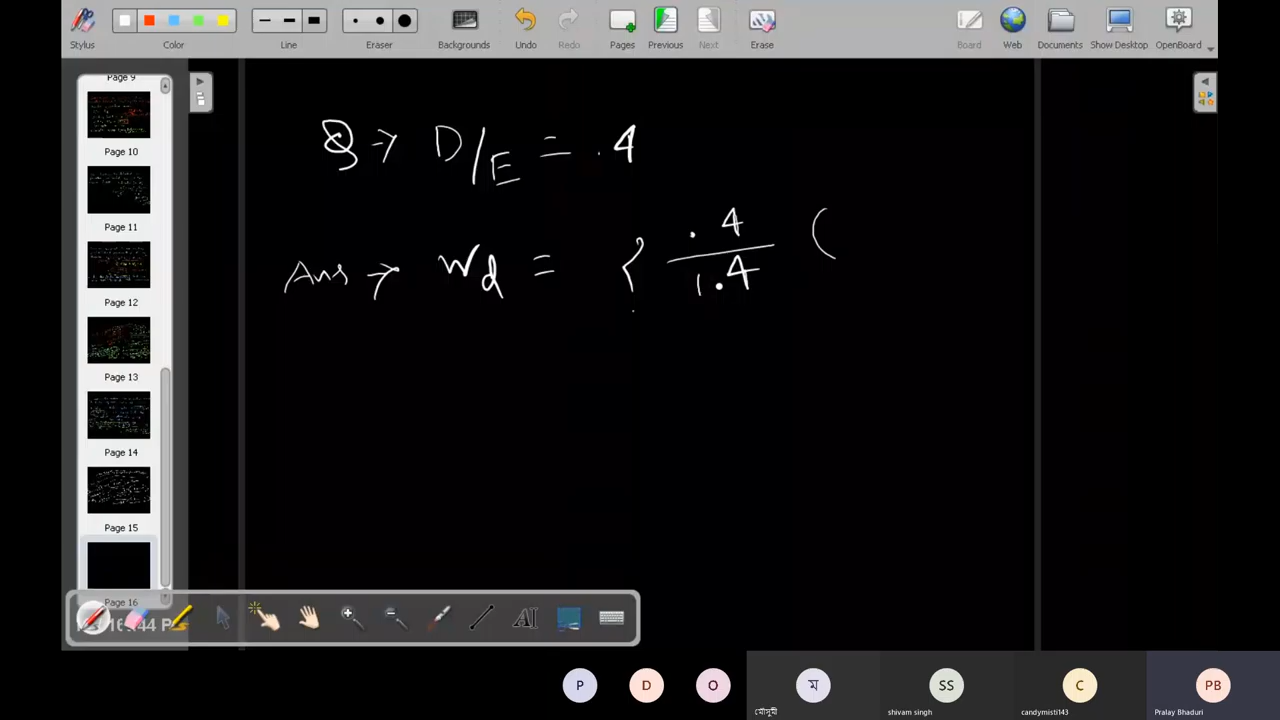 Stylus
Color
Line
Eraser
Backgrounds
Undo
Redo
Pages
Previous
Next
Erase
Board
Web
Documents
Show Desktop
OpenBoard
Page 9
Page 10
Page 11
Page 12
Page 13
Page 14
Page 15
Page 16
Q → D/E = .4
Ans → Wd = { .4 / 1.4 (
44 P
P
D
O
ম
SS
C
PB
মৌসুমী
shivam singh
candymisti143
Pralay Bhaduri